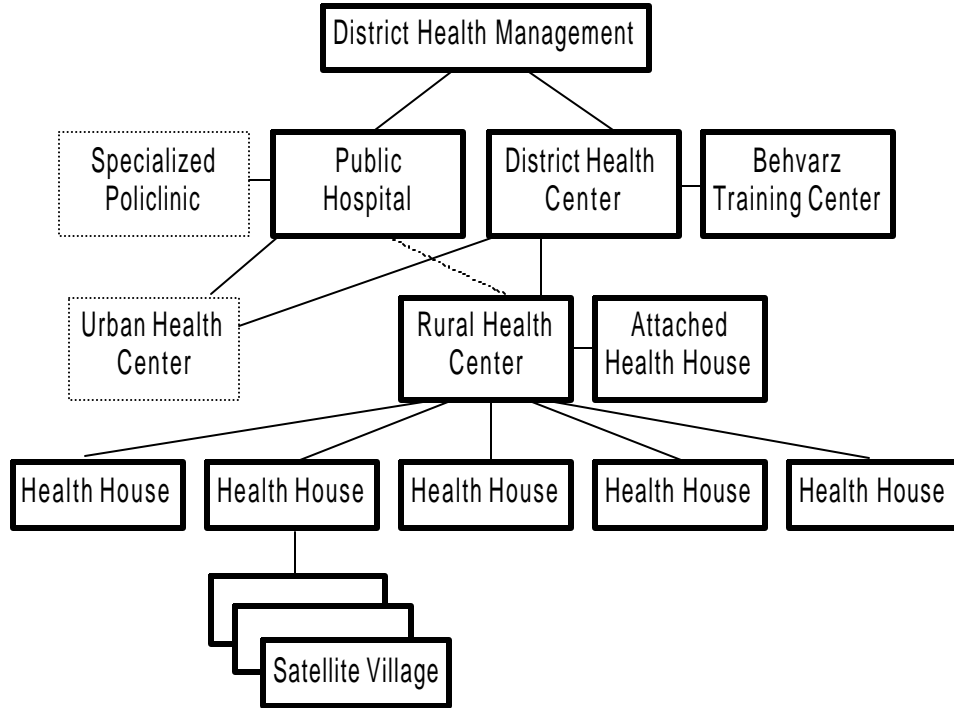 District Health Management
Specialized
Policlinic
Public
Hospital
District Health
Center
Behvarz
Training Center
Urban Health
Center
Rural Health
Center
Attached
Health House
Health House
Health House
Health House
Health House
Health House
Satellite Village